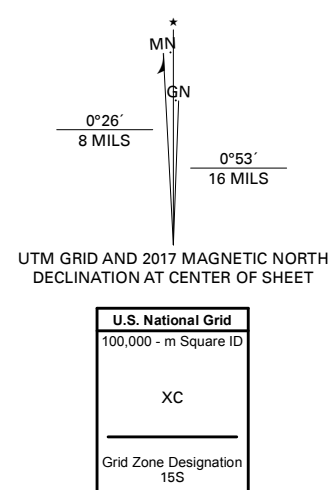 ★
MN
GN
0°26´
8 MILS
0°53´
16 MILS
UTM GRID AND 2017 MAGNETIC NORTH
DECLINATION AT CENTER OF SHEET
U.S. National Grid
100,000 - m Square ID
XC
Grid Zone Designation
15S